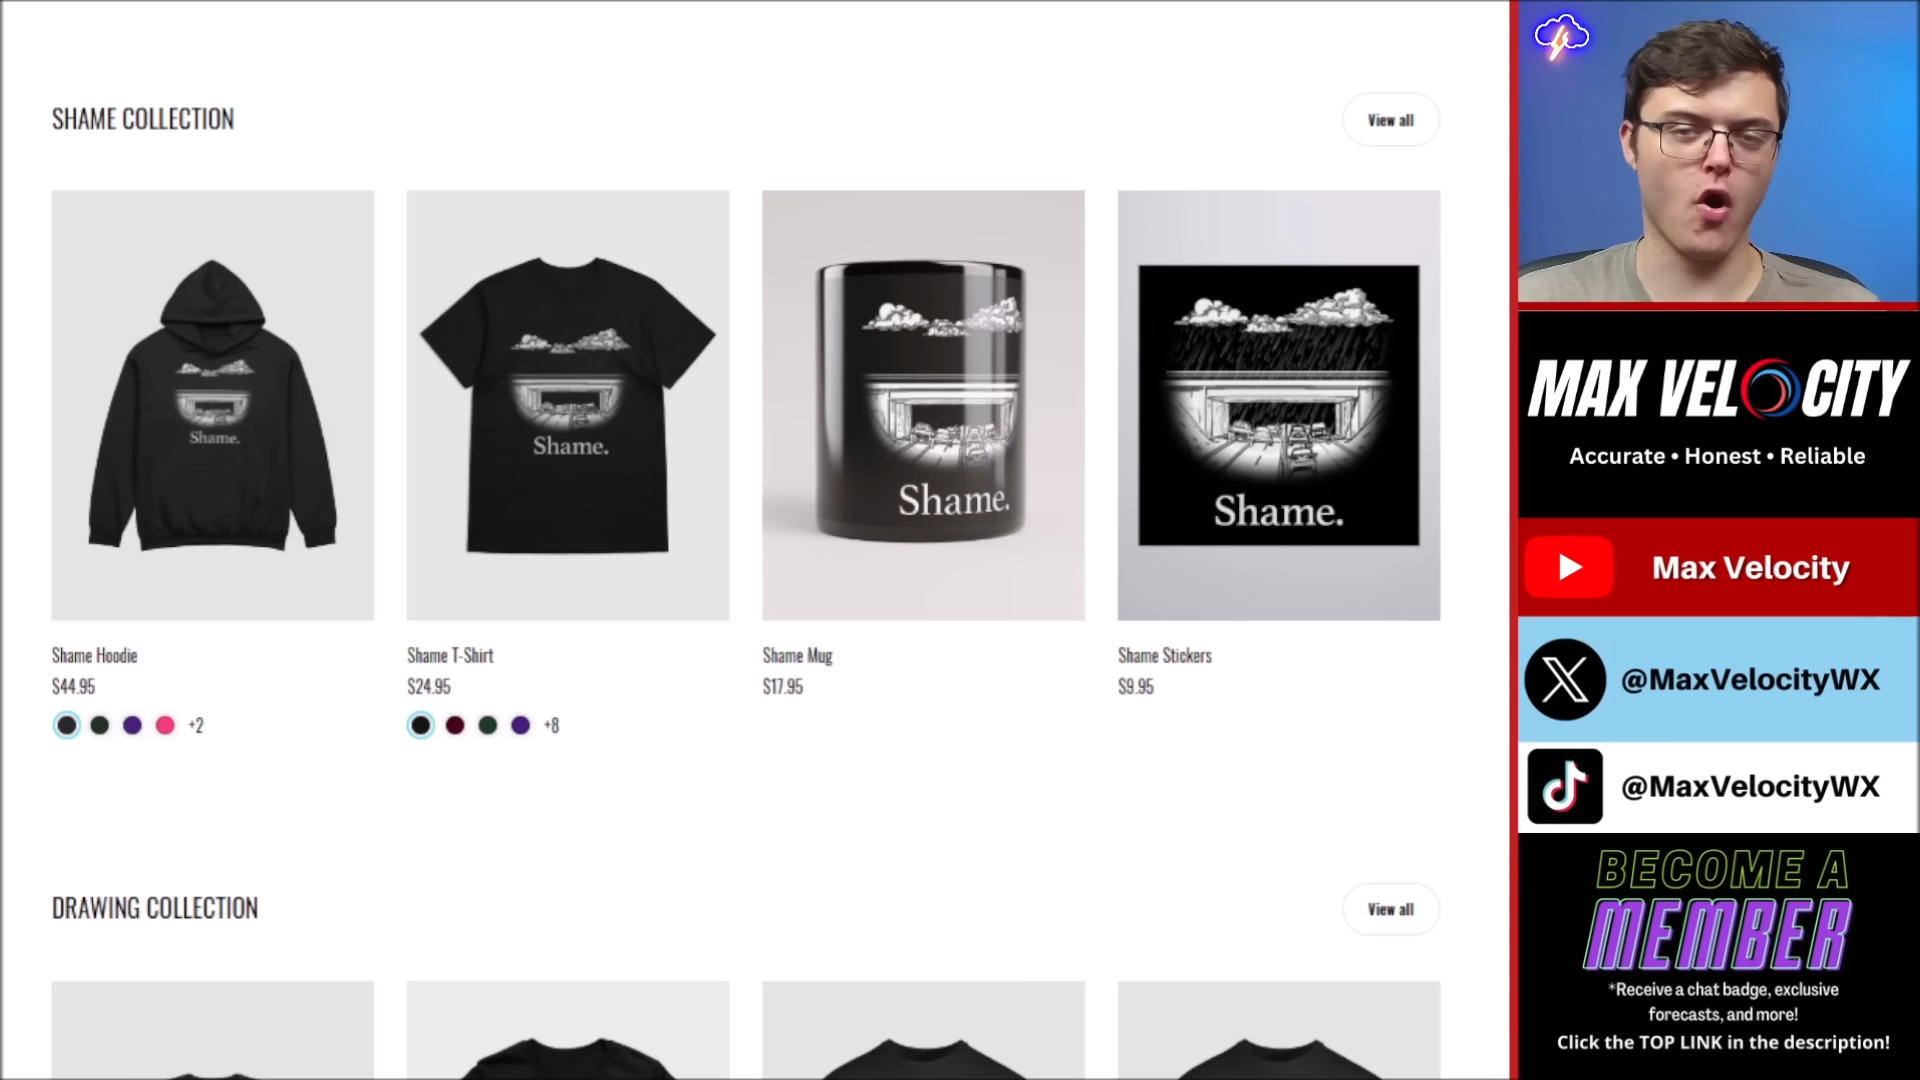 SHAME COLLECTION
View all
Shame.
Shame.
Shame.
Shame.
Shame Hoodie
$44.95
+2
Shame T-Shirt
$24.95
+8
Shame Mug
$17.95
Shame Stickers
$9.95
DRAWING COLLECTION
View all
MAX VELOCITY
Accurate • Honest • Reliable
Max Velocity
@MaxVelocityWX
@MaxVelocityWX
BECOME A
MEMBER
*Receive a chat badge, exclusive
forecasts, and more!
Click the TOP LINK in the description!